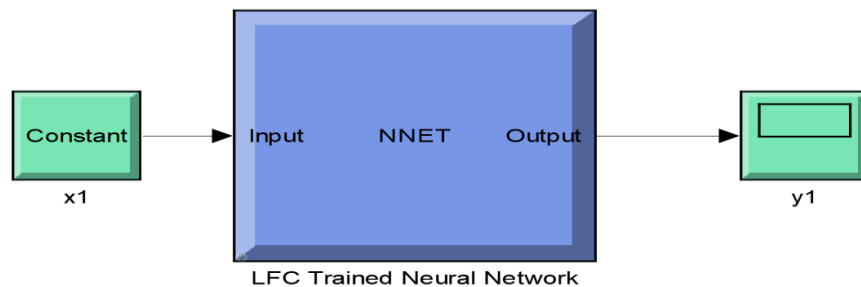 Constant
x1
Input NNET Output
LFC Trained Neural Network
y1